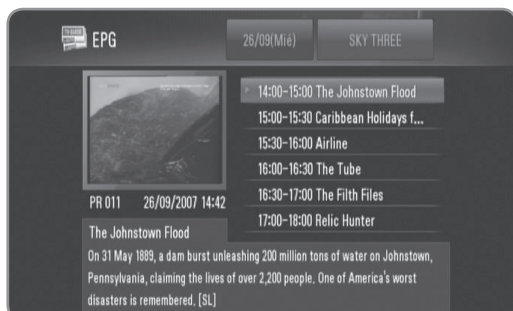 EPG
26/09(Mié)
SKY THREE
14:00-15:00 The Johnstown Flood
15:00-15:30 Caribbean Holidays f...
15:30-16:00 Airline
16:00-16:30 The Tube
16:30-17:00 The Filth Files
17:00-18:00 Relic Hunter
PR 011 26/09/2007 14:42
The Johnstown Flood
On 31 May 1889, a dam burst unleashing 200 million tons of water on Johnstown,
Pennsylvania, claiming the lives of over 2,200 people. One of America's worst
disasters is remembered. [SL]